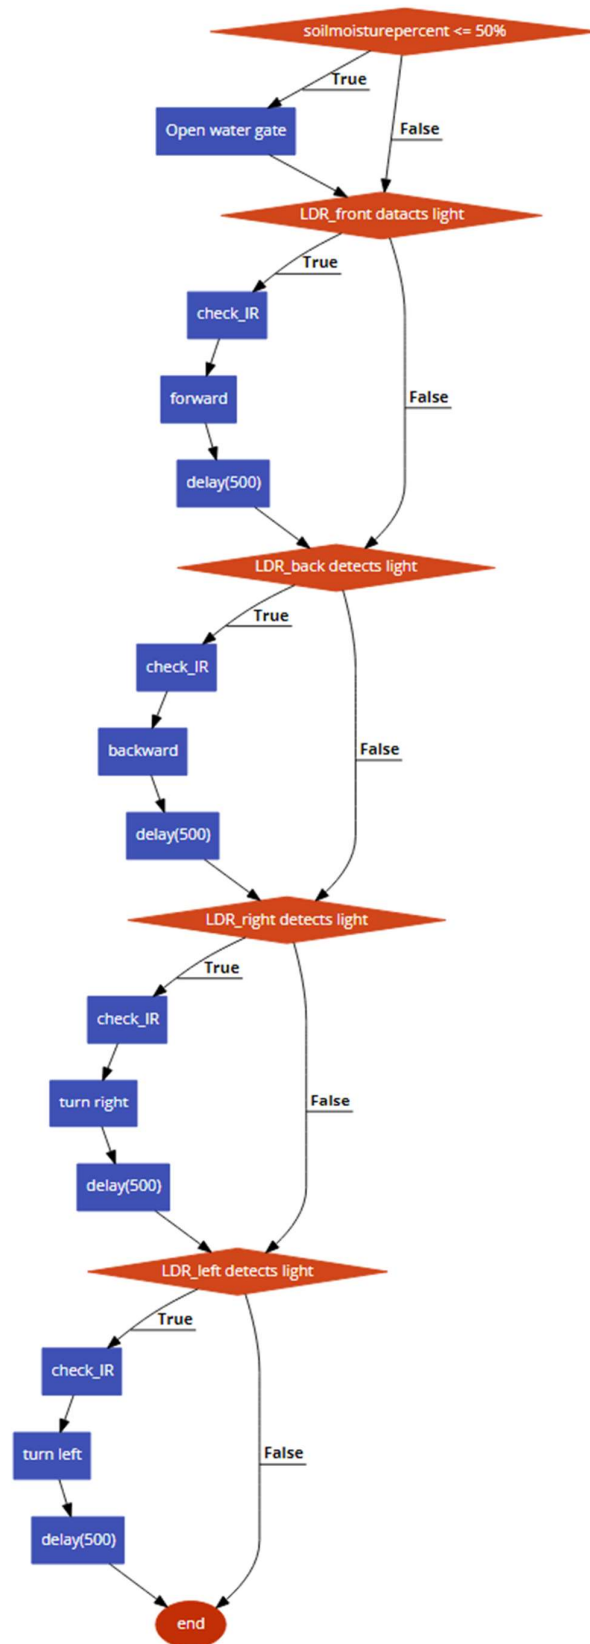 soilmoisturepercent <= 50%
True
Open water gate
False
LDR_front datacts light
True
check_IR
forward
False
delay(500)
LDR_back detects light
True
check_IR
backward
False
delay(500)
LDR_right detects light
True
check_IR
turn right
False
delay(500)
LDR_left detects light
True
check_IR
turn left
False
delay(500)
end